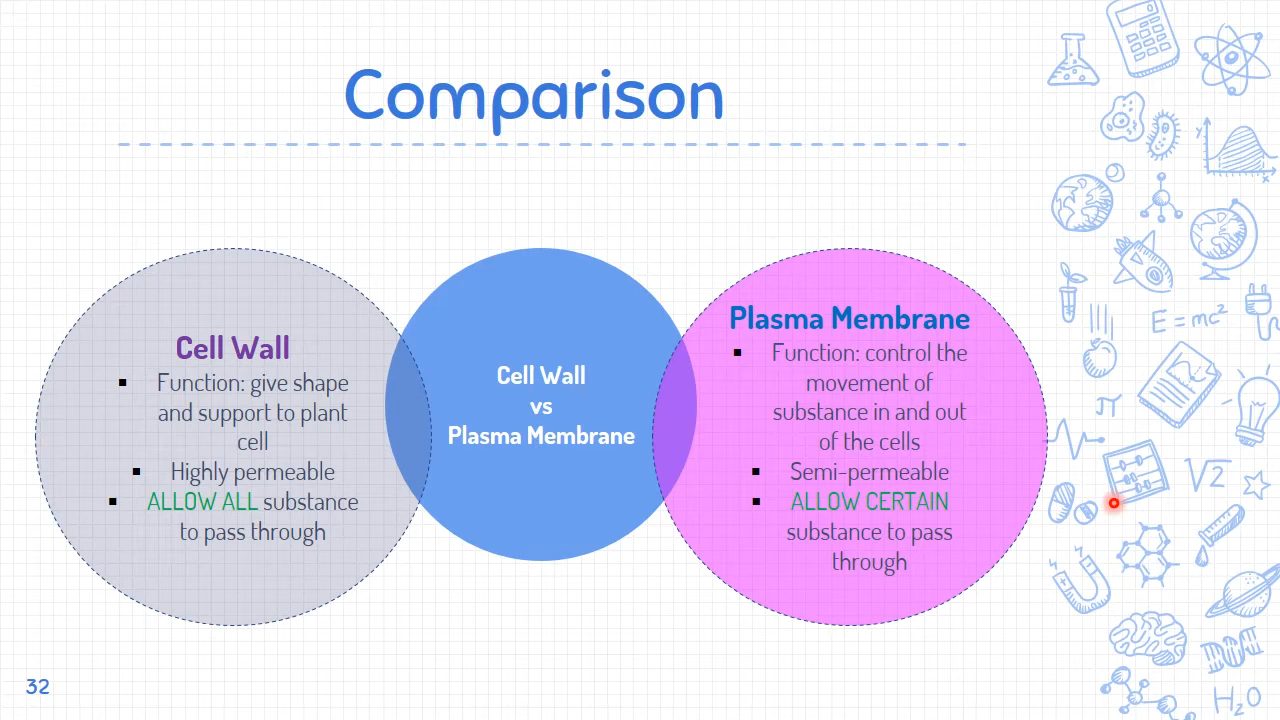 Comparison
Cell Wall
▪ Function: give shape
and support to plant
cell
▪ Highly permeable
▪ ALLOW ALL substance
to pass through
Cell Wall
vs
Plasma Membrane
Plasma Membrane
▪ Function: control the
movement of
substance in and out
of the cells
▪ Semi-permeable
▪ ALLOW CERTAIN
substance to pass
through
y
x
E = mc²
π
√2
H₂O
32